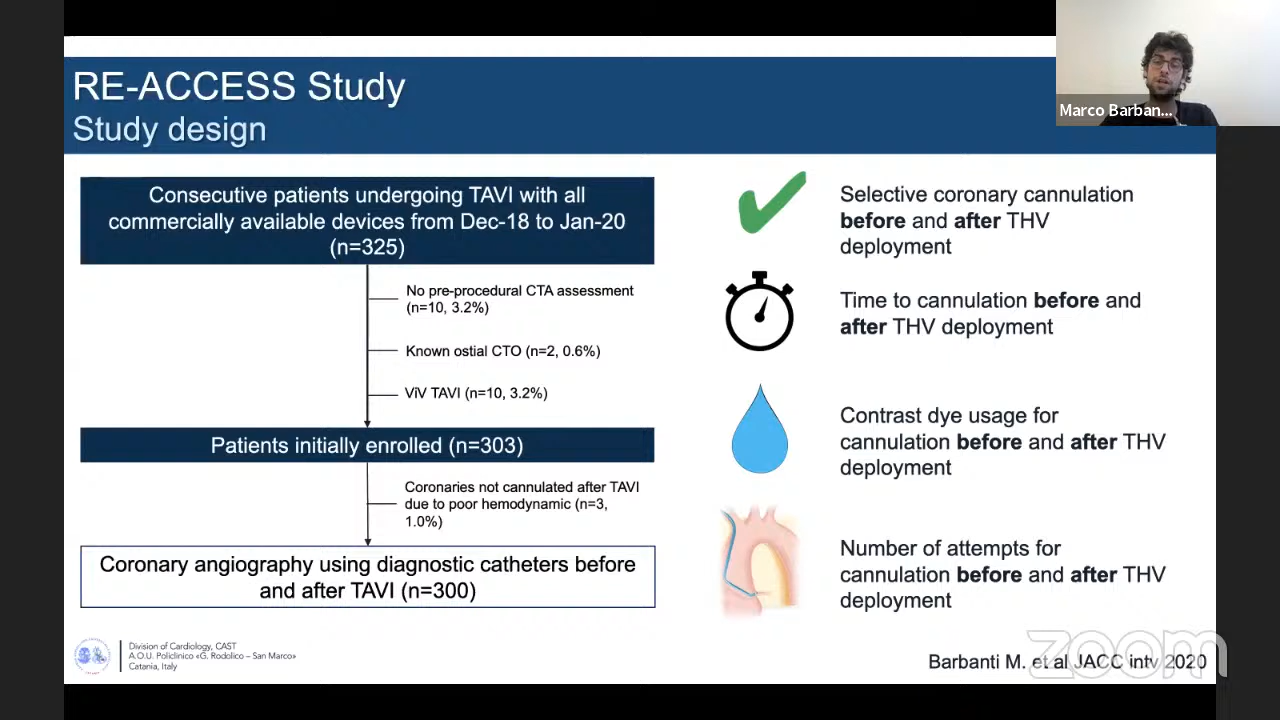 RE-ACCESS Study
Study design
Marco Barban...
Consecutive patients undergoing TAVI with all
commercially available devices from Dec-18 to Jan-20
(n=325)
No pre-procedural CTA assessment
(n=10, 3.2%)
Known ostial CTO (n=2, 0.6%)
ViV TAVI (n=10, 3.2%)
Patients initially enrolled (n=303)
Coronaries not cannulated after TAVI
due to poor hemodynamic (n=3,
1.0%)
Coronary angiography using diagnostic catheters before
and after TAVI (n=300)
Selective coronary cannulation
before and after THV
deployment
Time to cannulation before and
after THV deployment
Contrast dye usage for
cannulation before and after THV
deployment
Number of attempts for
cannulation before and after THV
deployment
Division of Cardiology, CAST
A.O.U. Policlinico «G. Rodolico – San Marco»
Catania, Italy
Barbanti M. et al JACC intv 2020
zoom